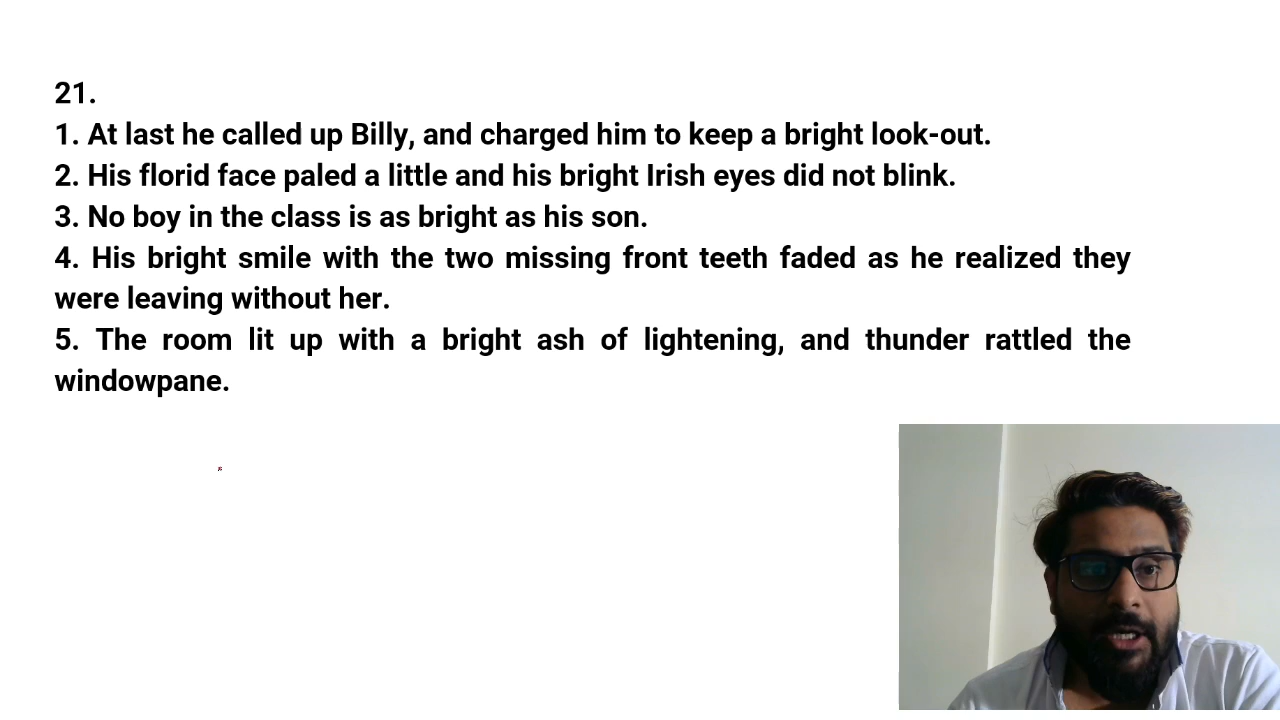 21.
1. At last he called up Billy, and charged him to keep a bright look-out.
2. His florid face paled a little and his bright Irish eyes did not blink.
3. No boy in the class is as bright as his son.
4. His bright smile with the two missing front teeth faded as he realized they
were leaving without her.
5. The room lit up with a bright ash of lightening, and thunder rattled the
windowpane.